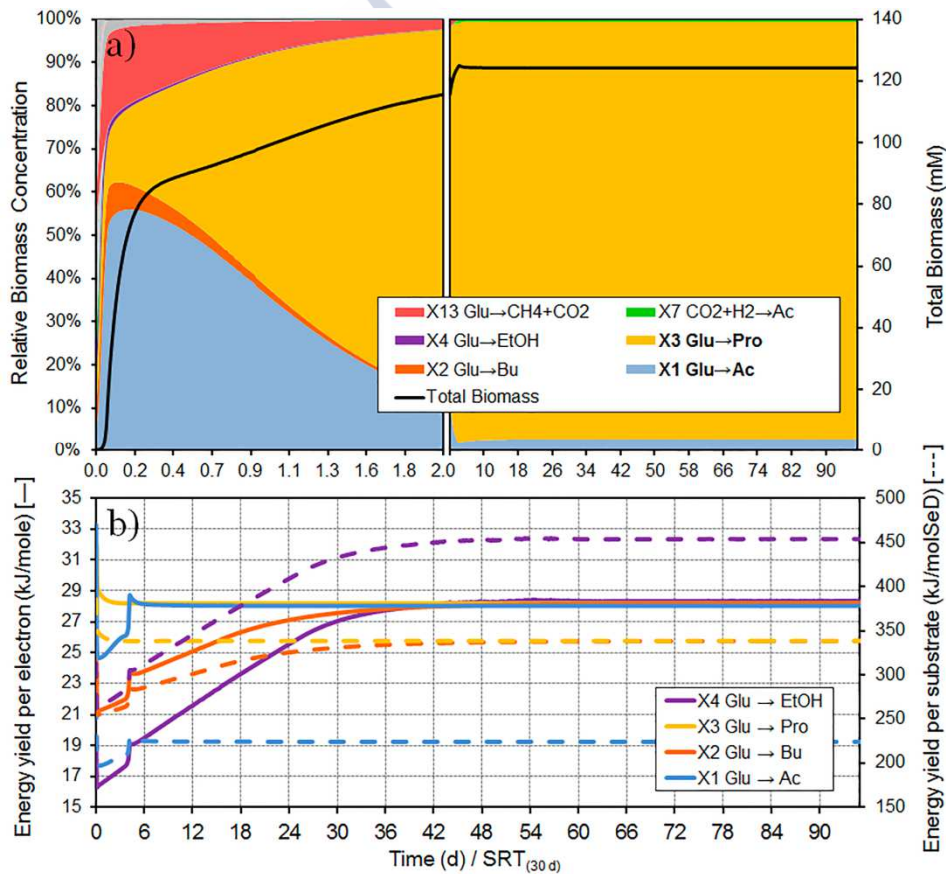 a)
Relative Biomass Concentration
100%
90%
80%
70%
60%
50%
40%
30%
20%
10%
0%
140
120
100
80
60
40
20
0
Total Biomass (mM)
X13 Glu→CH4+CO2
X7 CO2+H2→Ac
X4 Glu→EtOH
X3 Glu→Pro
X2 Glu→Bu
X1 Glu→Ac
Total Biomass
0.0 0.2 0.4 0.7 0.9 1.1 1.3 1.6 1.8 2.0 2 10 18 26 34 42 50 58 66 74 82 90
b)
Energy yield per electron (kJ/mole) [—]
35
33
31
29
27
25
23
21
19
17
15
500
450
400
350
300
250
200
150
Energy yield per substrate (kJ/molSeD) [---]
X4 Glu → EtOH
X3 Glu → Pro
X2 Glu → Bu
X1 Glu → Ac
0 6 12 18 24 30 36 42 48 54 60 66 72 78 84 90
Time (d) / SRT(30 d)